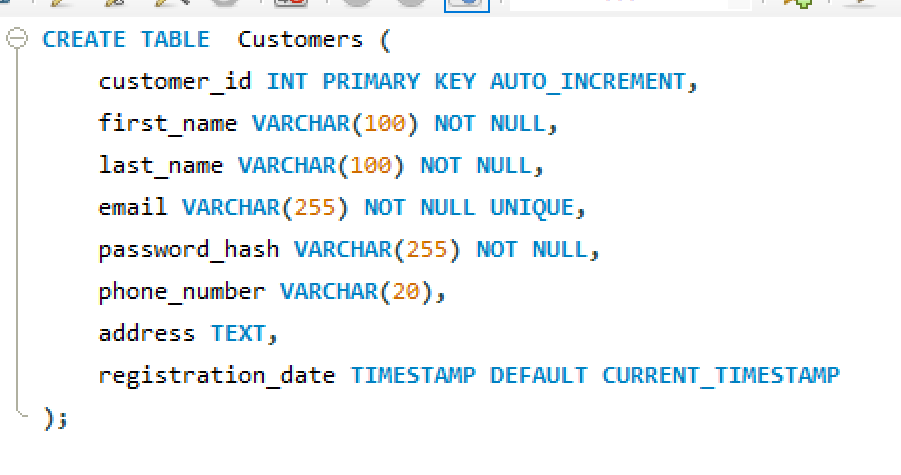 CREATE TABLE  Customers (
    customer_id INT PRIMARY KEY AUTO_INCREMENT,
    first_name VARCHAR(100) NOT NULL,
    last_name VARCHAR(100) NOT NULL,
    email VARCHAR(255) NOT NULL UNIQUE,
    password_hash VARCHAR(255) NOT NULL,
    phone_number VARCHAR(20),
    address TEXT,
    registration_date TIMESTAMP DEFAULT CURRENT_TIMESTAMP
);